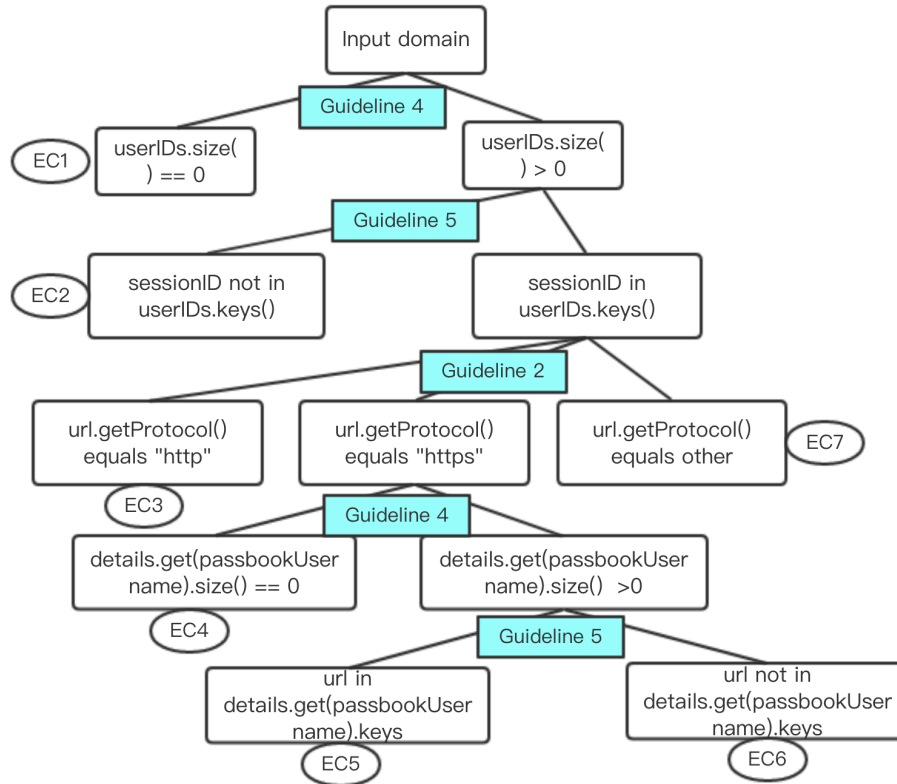 Input domain
Guideline 4
EC1
userIDs.size(
) == 0
userIDs.size(
) > 0
Guideline 5
EC2
sessionID not in
userIDs.keys()
sessionID in
userIDs.keys()
Guideline 2
url.getProtocol()
equals "http"
url.getProtocol()
equals "https"
url.getProtocol()
equals other
EC7
EC3
Guideline 4
details.get(passbookUser
name).size() == 0
details.get(passbookUser
name).size()  >0
EC4
Guideline 5
url in
details.get(passbookUser
name).keys
url not in
details.get(passbookUser
name).keys
EC5
EC6